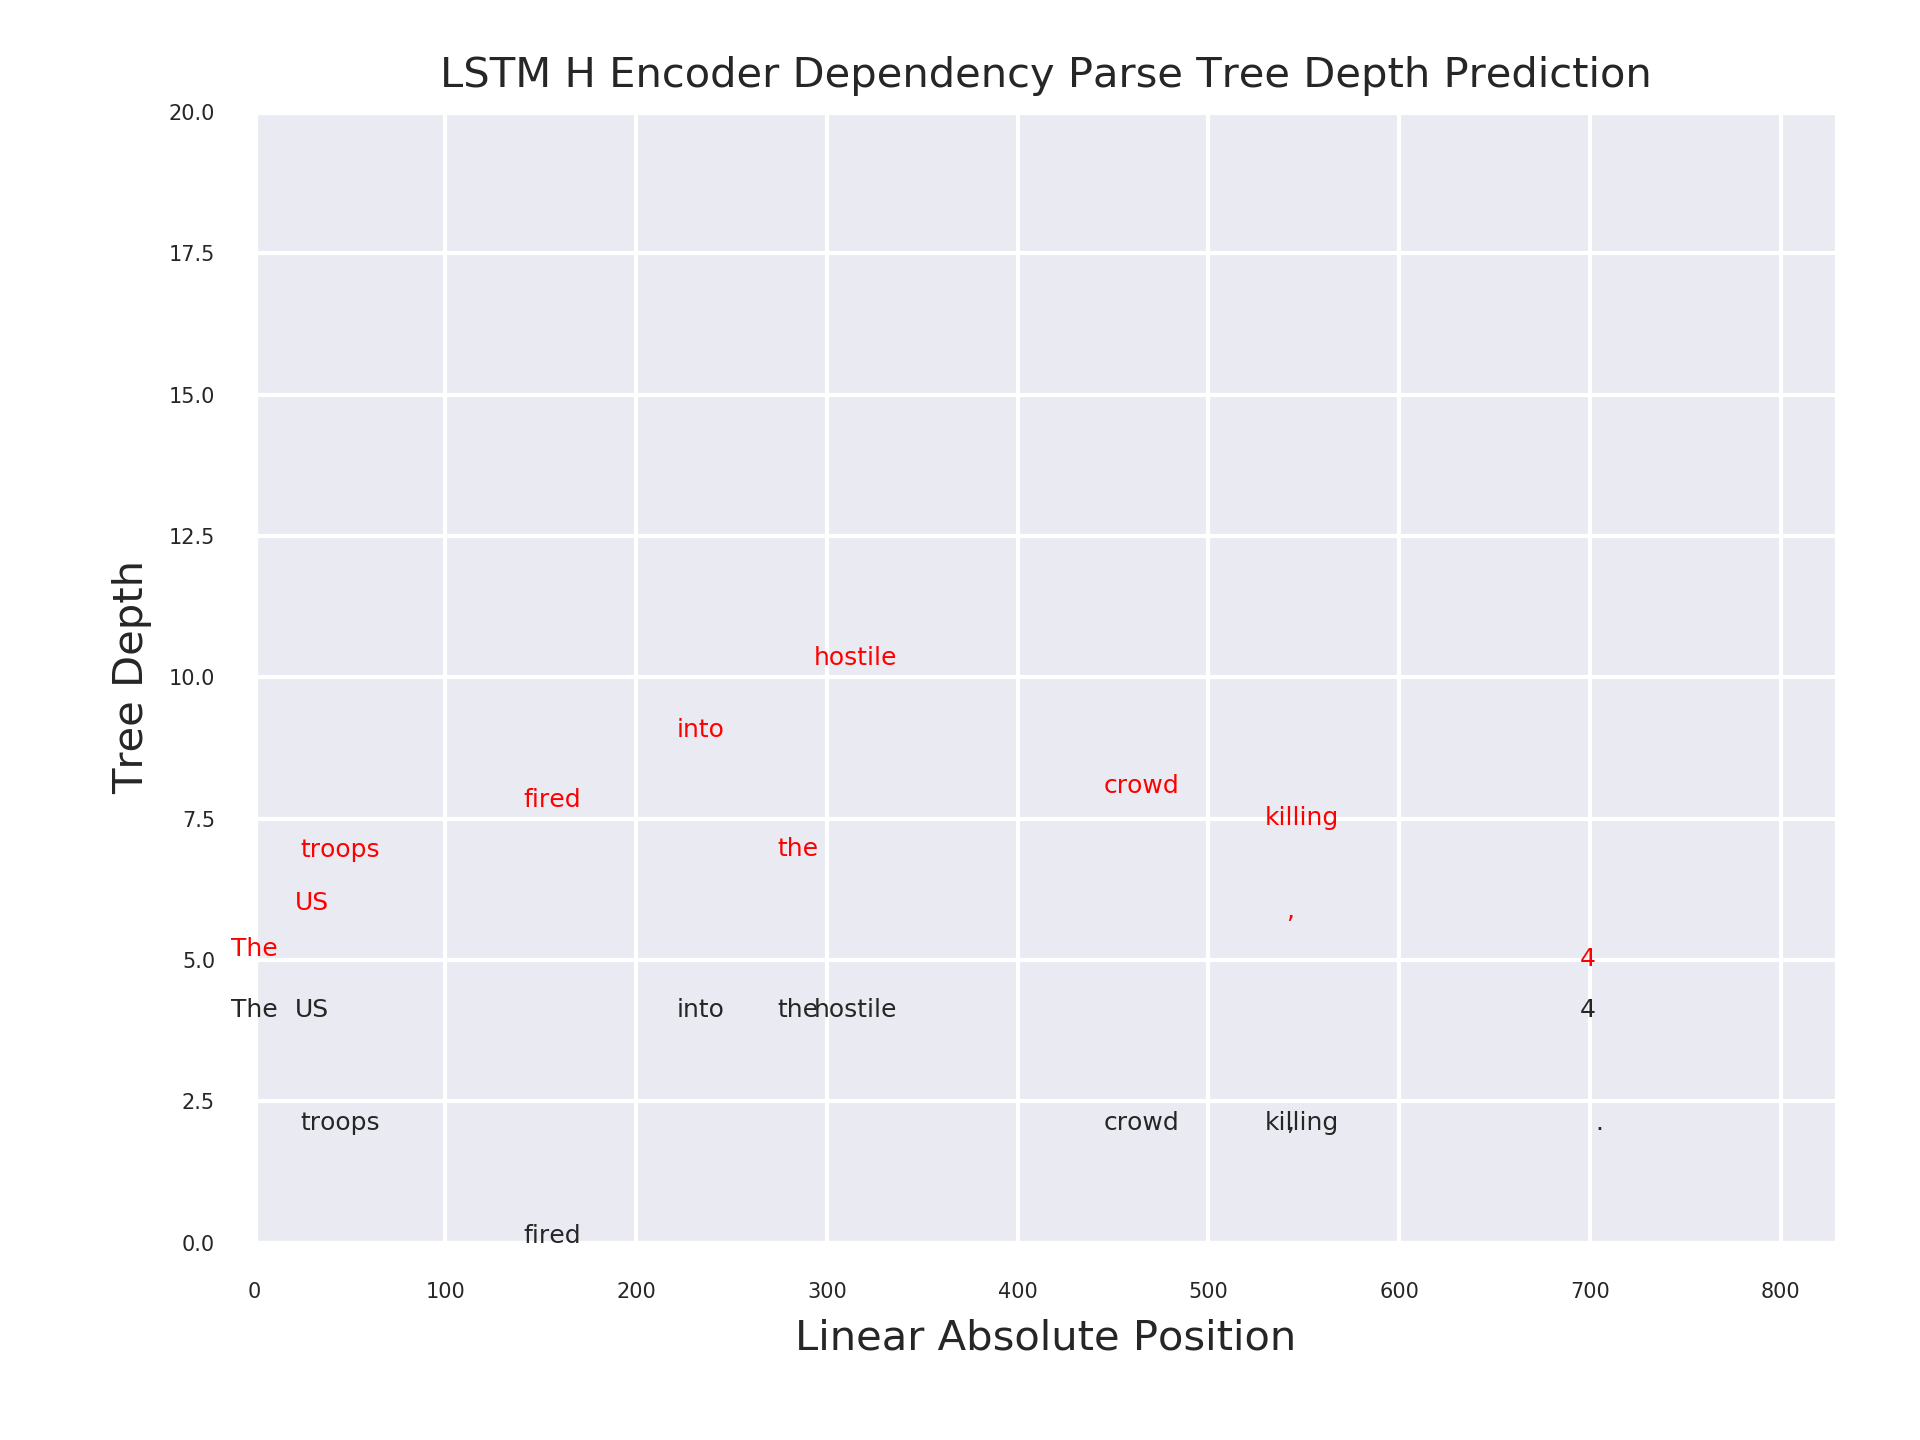 LSTM H Encoder Dependency Parse Tree Depth Prediction
20.0
17.5
15.0
12.5
10.0
7.5
5.0
2.5
0.0
Tree Depth
hostile
into
crowd
fired
killing
troops
the
US
,
The
4
The US into the hostile 4
troops crowd killing , .
fired
0 100 200 300 400 500 600 700 800
Linear Absolute Position